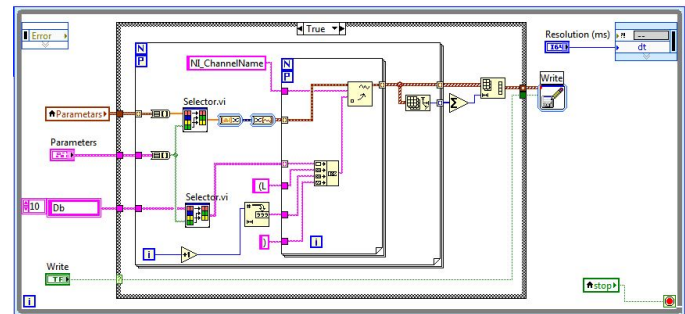 True
Error
Resolution (ms)
I64
dt
N
P
NI_ChannelName
N
P
Write
Selector.vi
Parametars
Parameters
(L
Selector.vi
10
Db
)
i
+1
i
Write
TF
stop
i